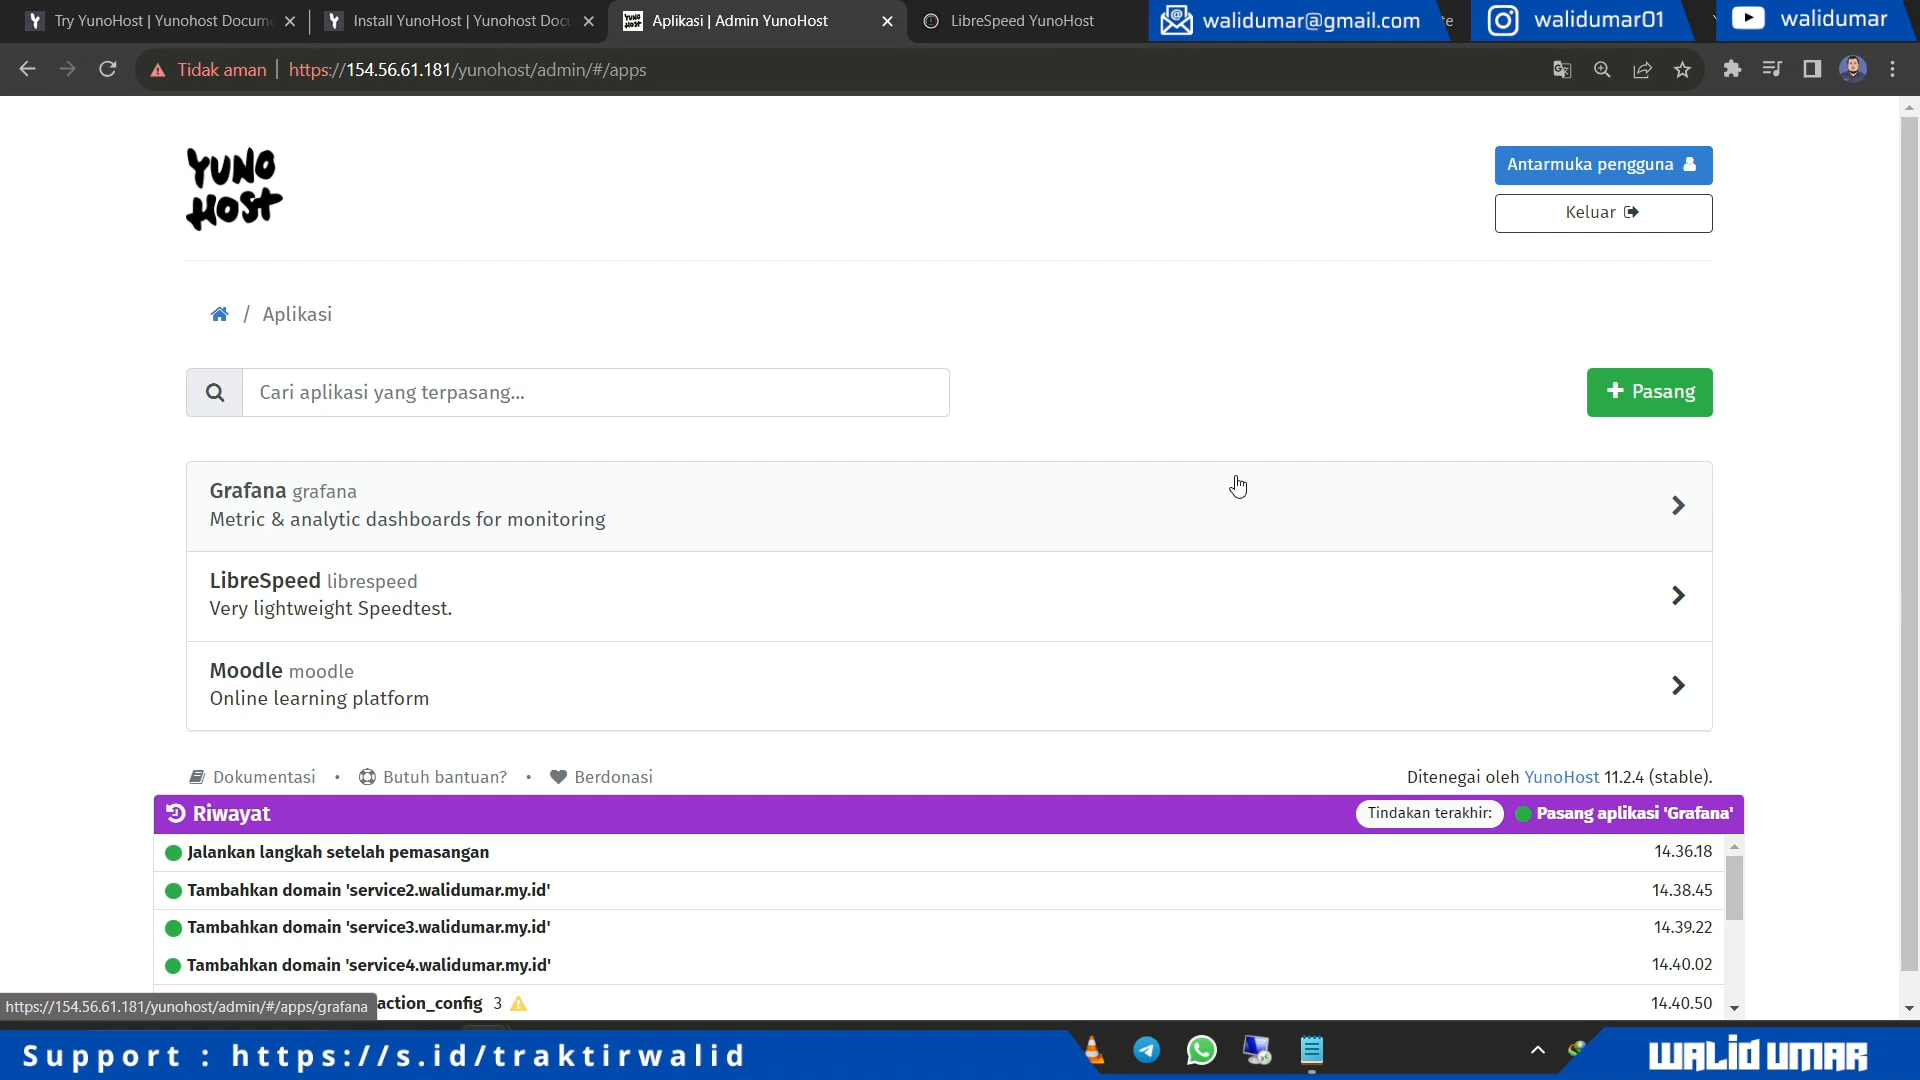 Try YunoHost | Yunohost Docum
Install YunoHost | Yunohost Docu
Aplikasi | Admin YunoHost
LibreSpeed YunoHost
walidumar@gmail.com
walidumar01
walidumar
Tidak aman | https://154.56.61.181/yunohost/admin/#/apps
YUNO
HOST
Antarmuka pengguna
Keluar
/ Aplikasi
Cari aplikasi yang terpasang...
+ Pasang
Grafana grafana
Metric & analytic dashboards for monitoring
LibreSpeed librespeed
Very lightweight Speedtest.
Moodle moodle
Online learning platform
Dokumentasi • Butuh bantuan? • Berdonasi
Ditenegai oleh YunoHost 11.2.4 (stable).
Riwayat
Tindakan terakhir: Pasang aplikasi 'Grafana'
Jalankan langkah setelah pemasangan 14.36.18
Tambahkan domain 'service2.walidumar.my.id' 14.38.45
Tambahkan domain 'service3.walidumar.my.id' 14.39.22
Tambahkan domain 'service4.walidumar.my.id' 14.40.02
action_config 3 14.40.50
https://154.56.61.181/yunohost/admin/#/apps/grafana
Support : https://s.id/traktirwalid
WALID UMAR